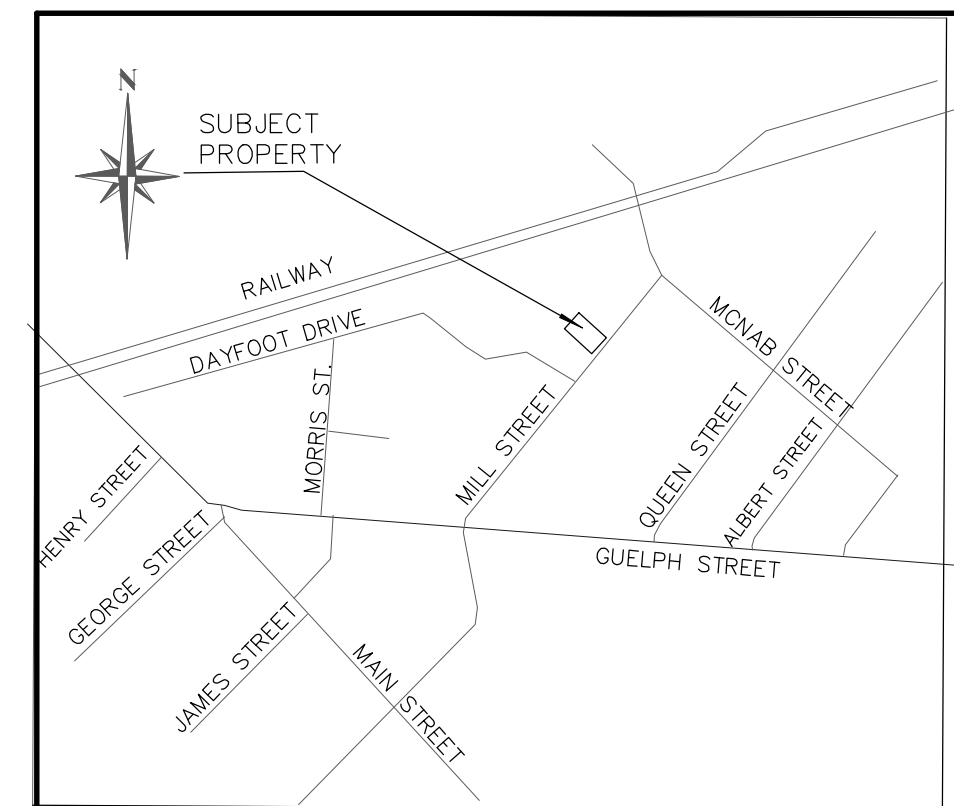 N
SUBJECT
PROPERTY
RAILWAY
DAYFOOT DRIVE
MCNAB STREET
MORRIS ST.
MILL STREET
QUEEN STREET
ALBERT STREET
HENRY STREET
GEORGE STREET
GUELPH STREET
JAMES STREET
MAIN STREET